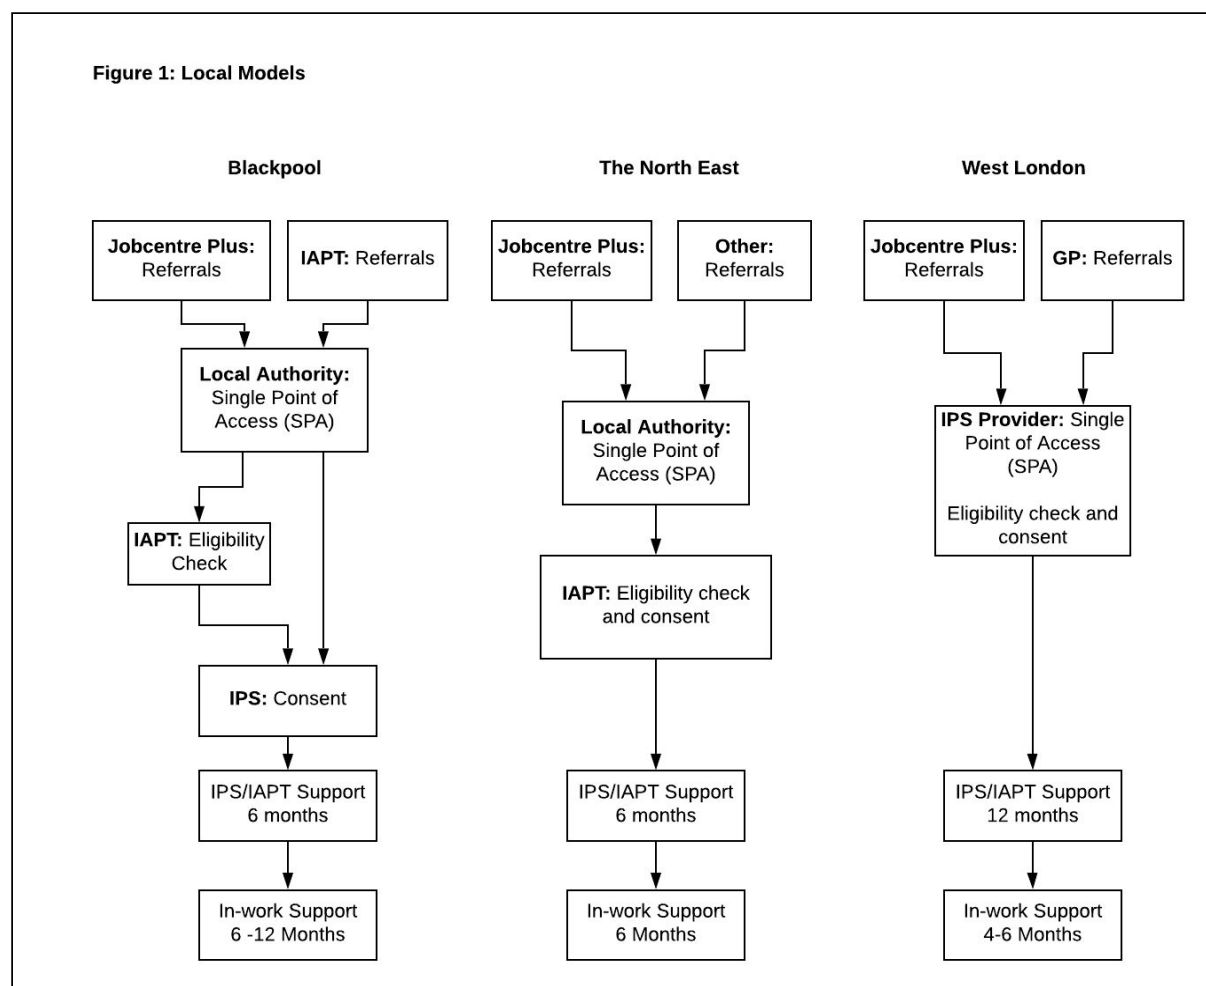 Figure 1: Local Models
Blackpool
Jobcentre Plus:
Referrals
IAPT: Referrals
Local Authority:
Single Point of
Access (SPA)
IAPT: Eligibility
Check
IPS: Consent
IPS/IAPT Support
6 months
In-work Support
6 -12 Months
The North East
Jobcentre Plus:
Referrals
Other:
Referrals
Local Authority:
Single Point of
Access (SPA)
IAPT: Eligibility check
and consent
IPS/IAPT Support
6 months
In-work Support
6 Months
West London
Jobcentre Plus:
Referrals
GP: Referrals
IPS Provider: Single
Point of Access
(SPA)
Eligibility check and
consent
IPS/IAPT Support
12 months
In-work Support
4-6 Months